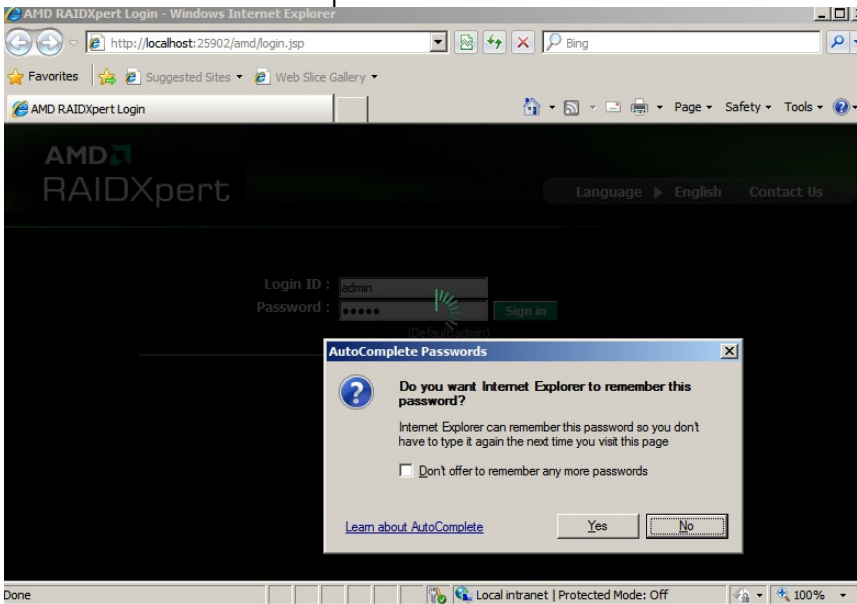 AMD RAIDXpert Login - Windows Internet Explorer
http://localhost:25902/amd/login.jsp
Bing
Favorites Suggested Sites Web Slice Gallery
AMD RAIDXpert Login Page Safety Tools
AMD
RAIDXpert
Language English Contact Us
Login ID : admin
Password : •••••
Sign in
(Default:admin)
AutoComplete Passwords
Do you want Internet Explorer to remember this
password?
Internet Explorer can remember this password so you don't
have to type it again the next time you visit this page
Don't offer to remember any more passwords
Learn about AutoComplete Yes No
Done Local intranet | Protected Mode: Off 100%